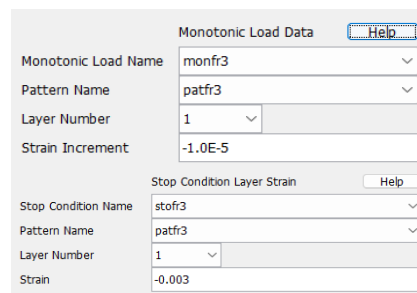 Monotonic Load Data Help
Monotonic Load Name monfr3
Pattern Name patfr3
Layer Number 1
Strain Increment -1.0E-5
Stop Condition Layer Strain Help
Stop Condition Name stofr3
Pattern Name patfr3
Layer Number 1
Strain -0.003